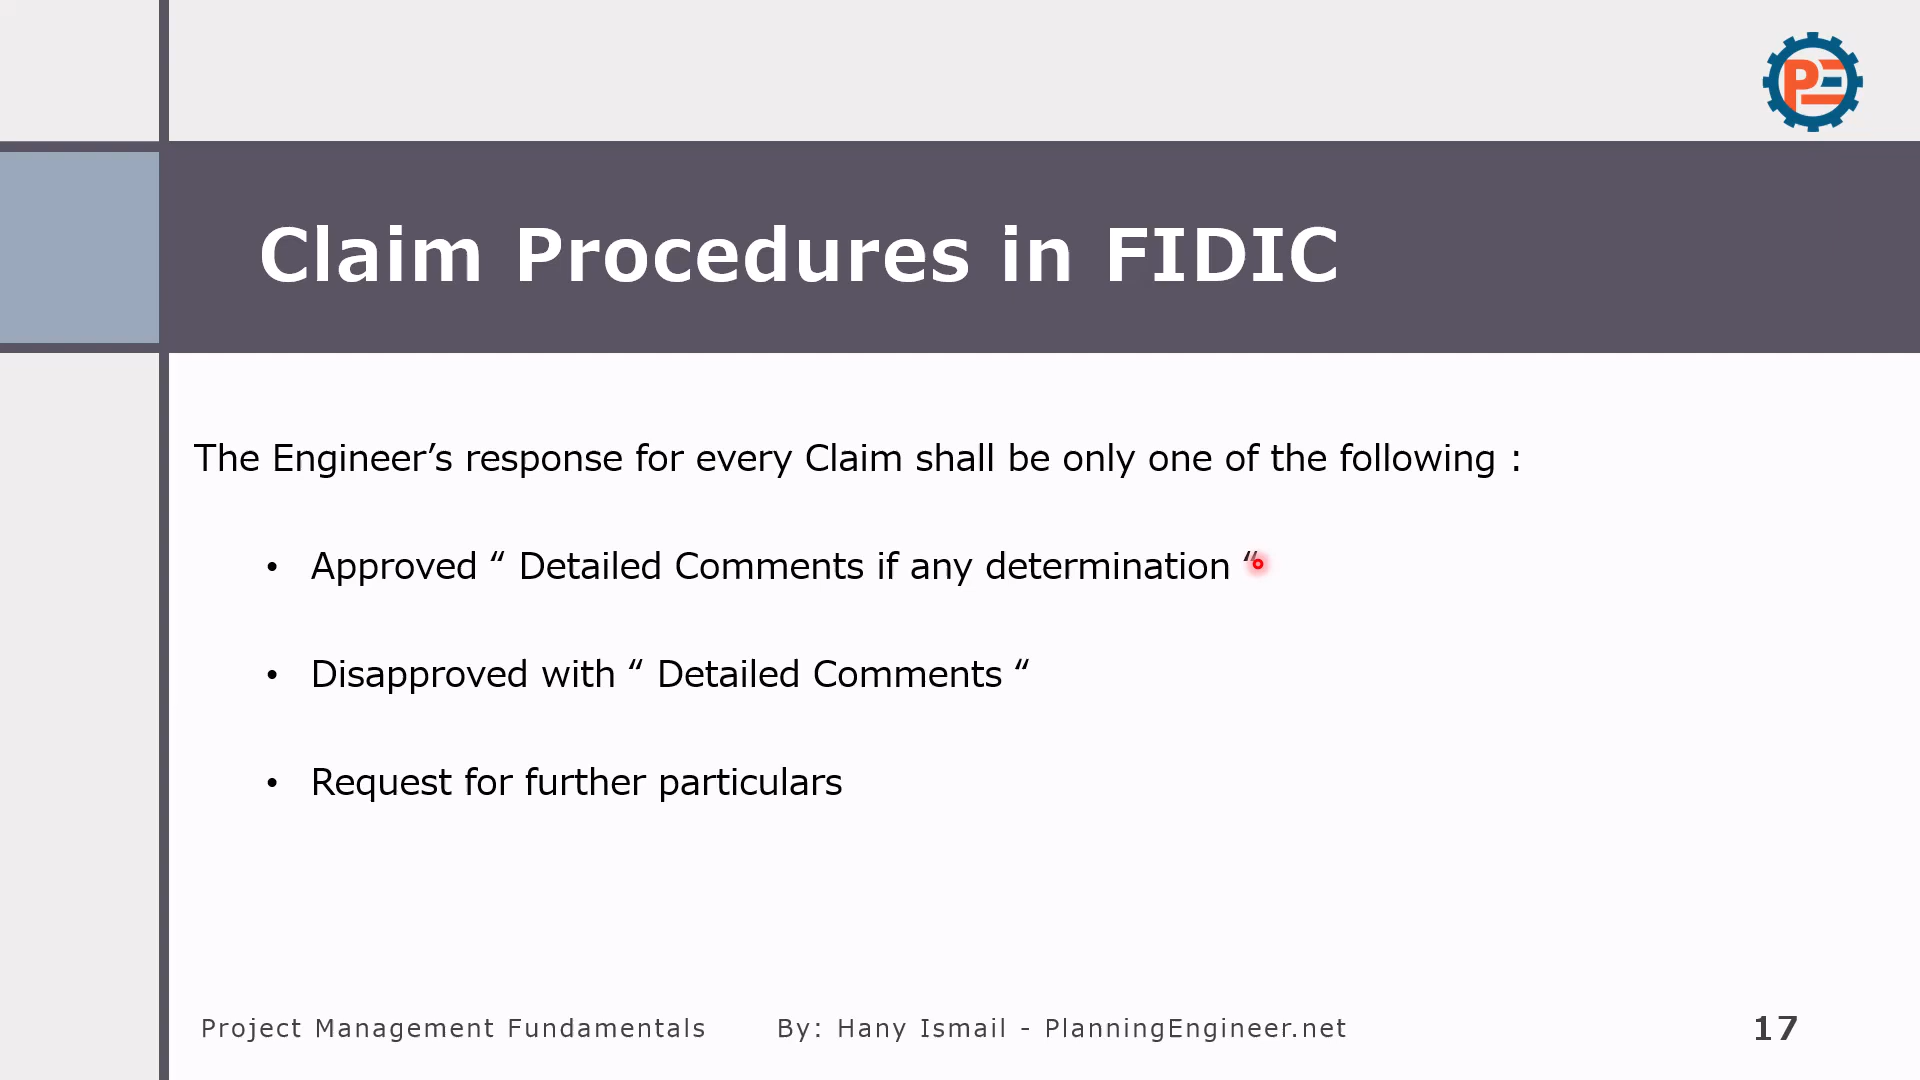 PE
Claim Procedures in FIDIC
The Engineer’s response for every Claim shall be only one of the following :
• Approved “ Detailed Comments if any determination “
• Disapproved with “ Detailed Comments “
• Request for further particulars
Project Management Fundamentals By: Hany Ismail - PlanningEngineer.net 17